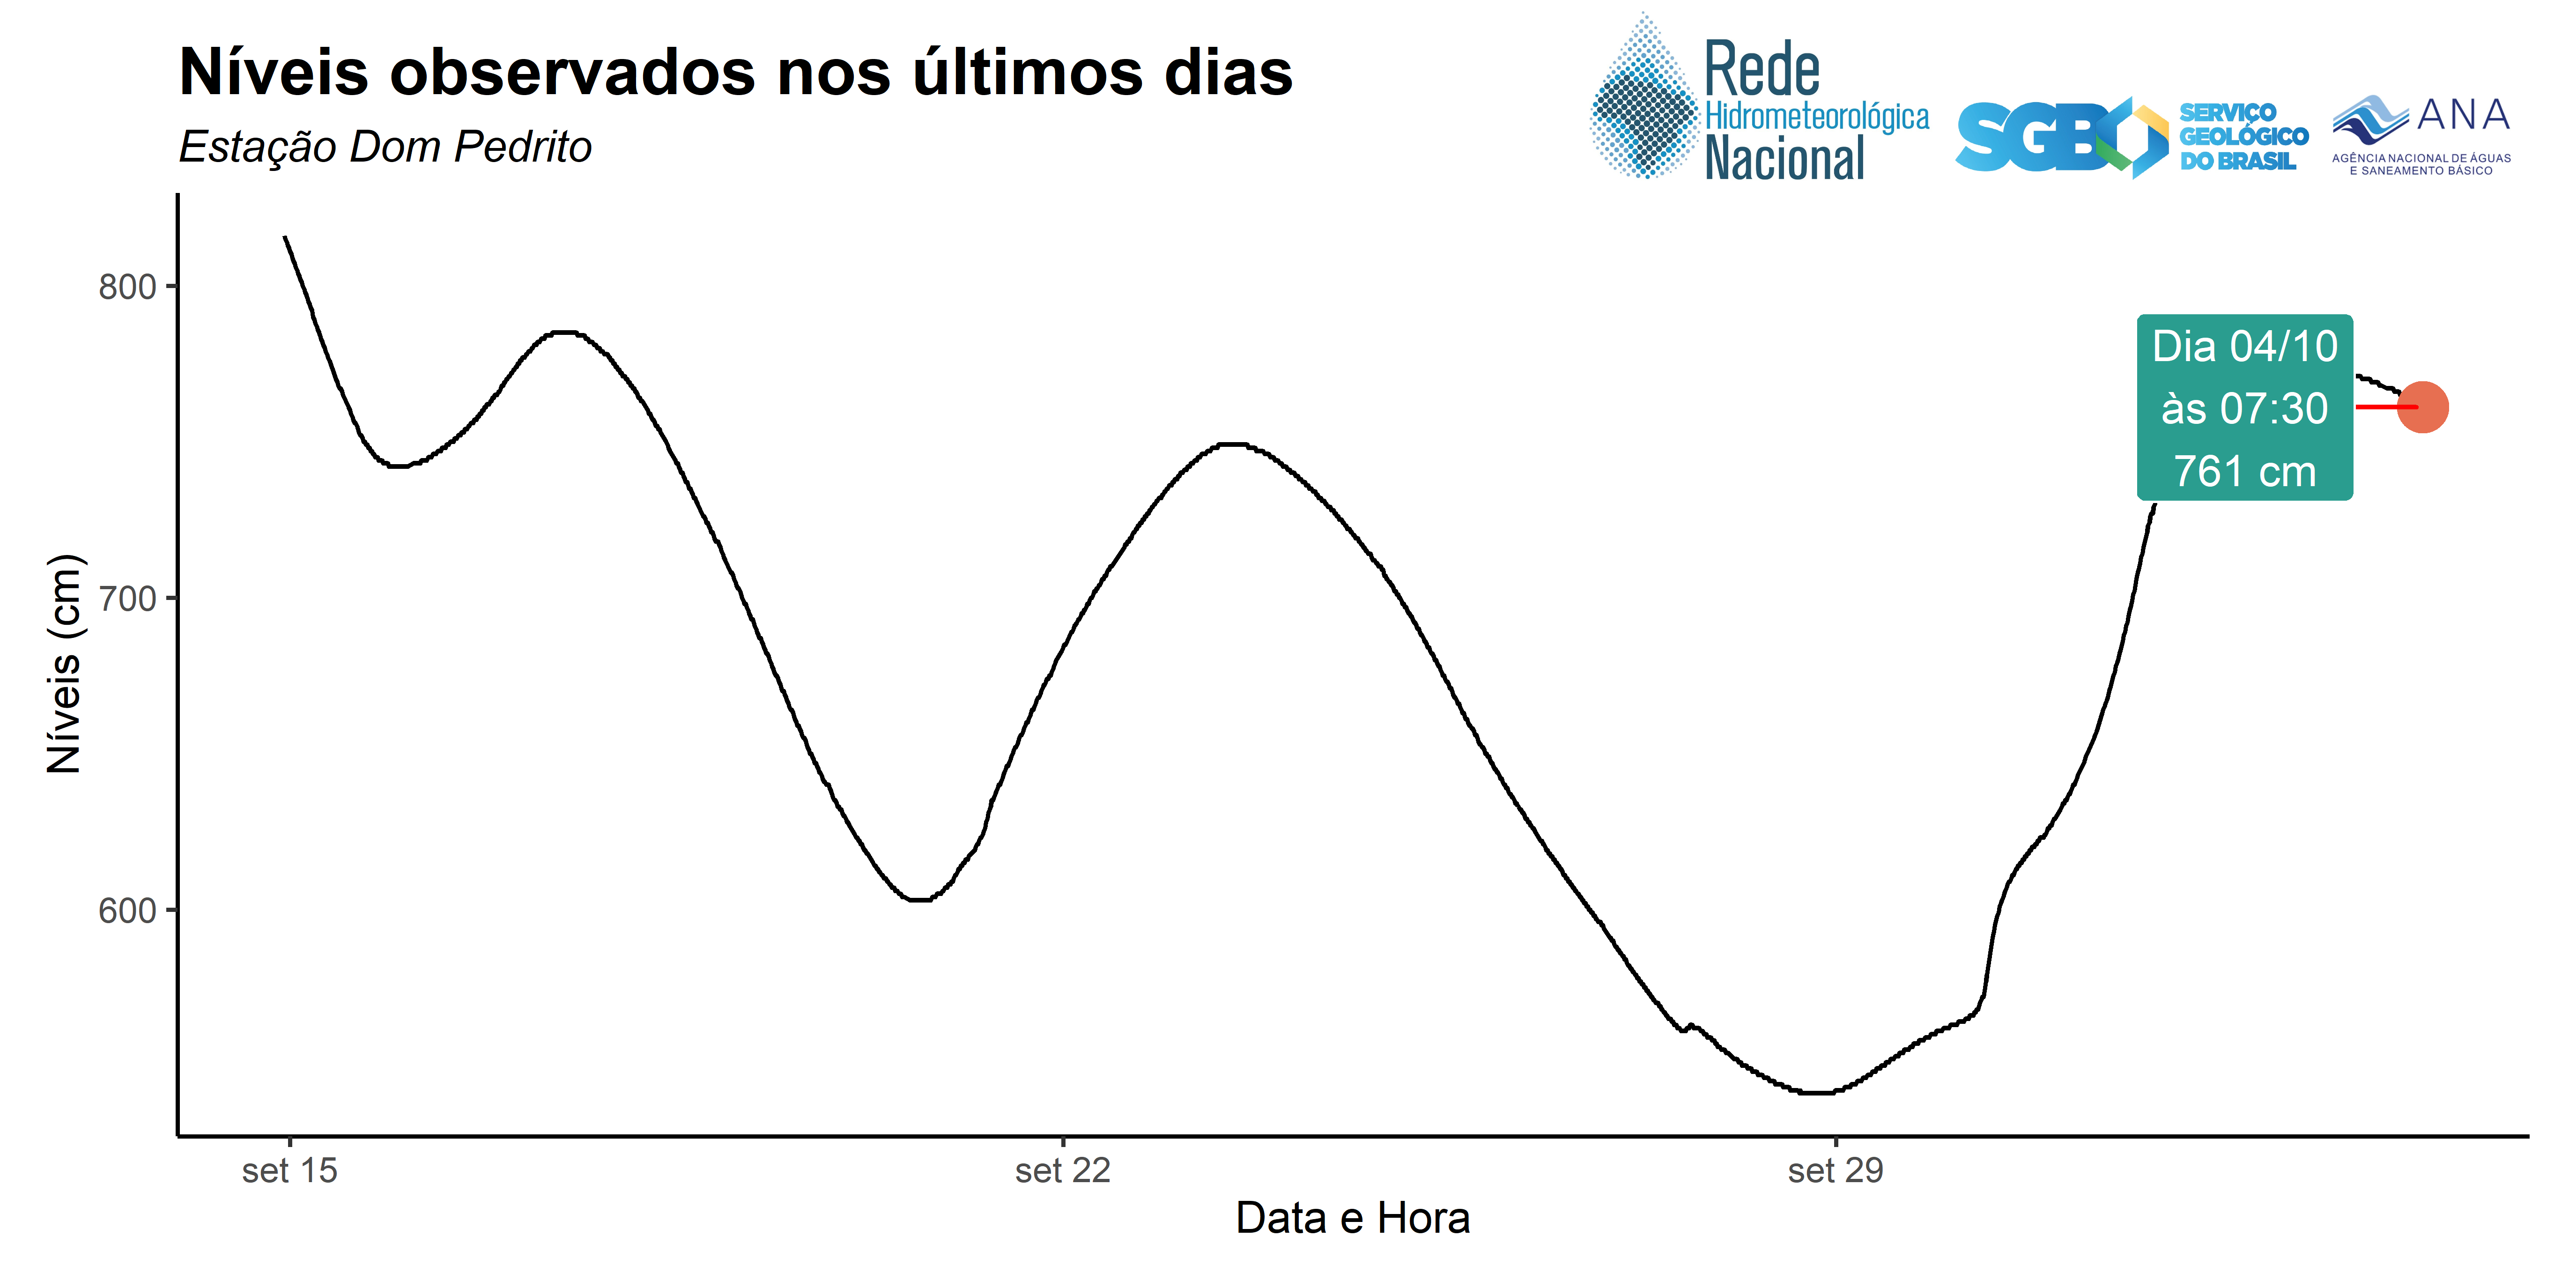 Níveis observados nos últimos dias
Estação Dom Pedrito
Rede
Hidrometeorológica
Nacional
SGB
SERVIÇO
GEOLÓGICO
DO BRASIL
ANA
AGÊNCIA NACIONAL DE ÁGUAS
E SANEAMENTO BÁSICO
Níveis (cm)
800
700
600
Dia 04/10
às 07:30
761 cm
set 15
set 22
set 29
Data e Hora